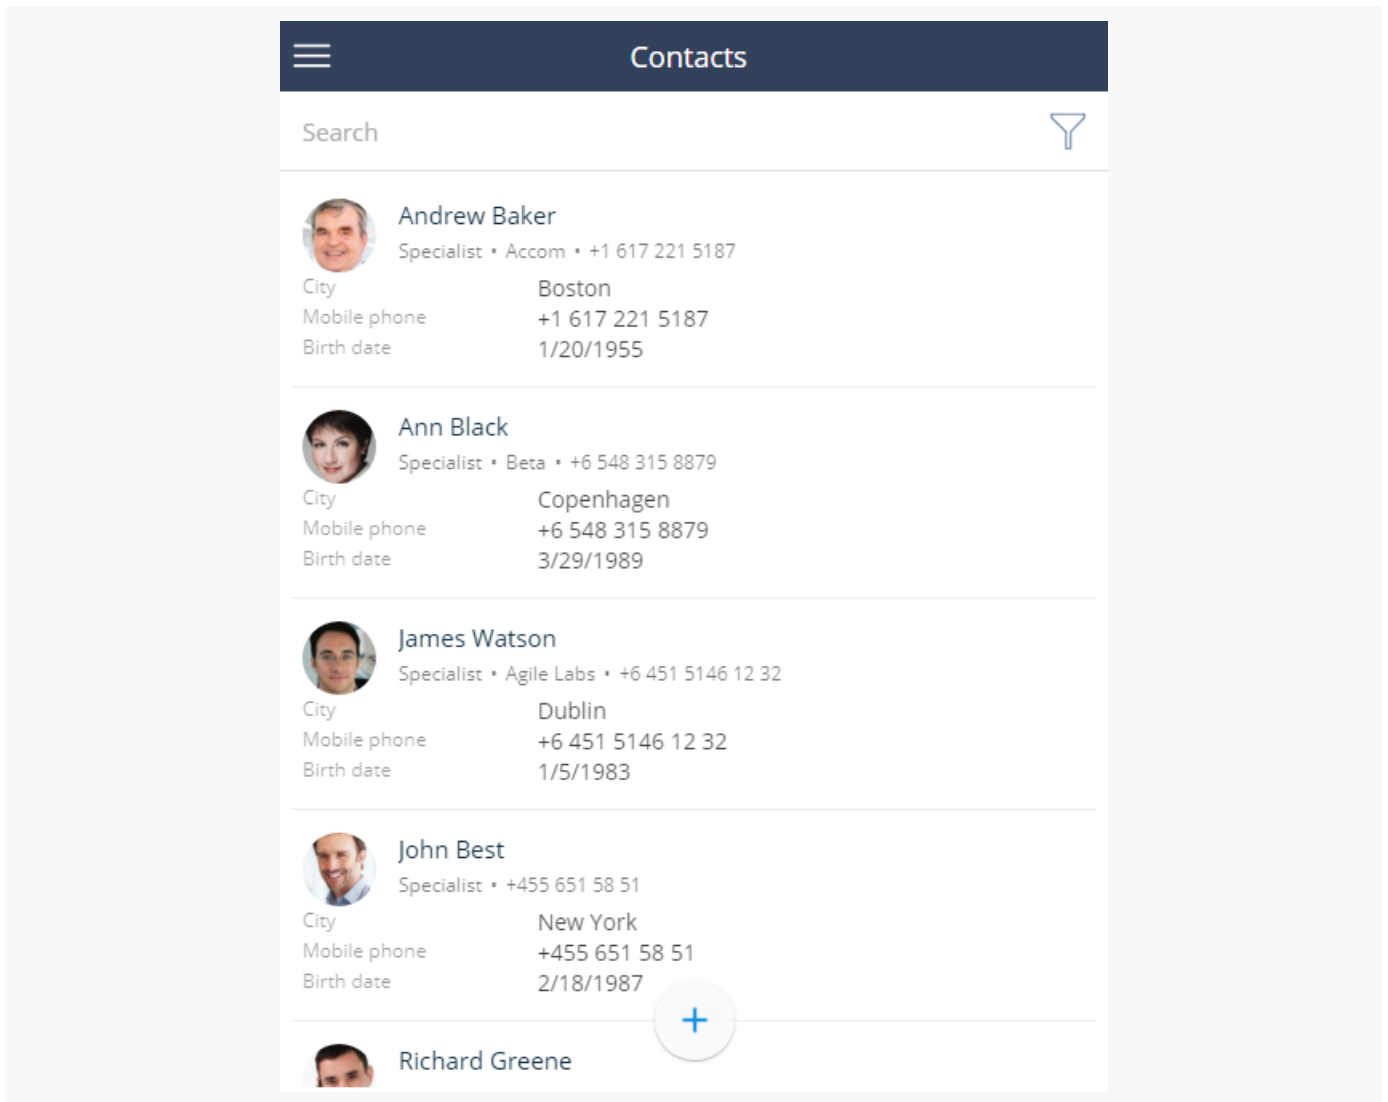 Contacts
Search
Andrew Baker
Specialist • Accom • +1 617 221 5187
City Boston
Mobile phone +1 617 221 5187
Birth date 1/20/1955
Ann Black
Specialist • Beta • +6 548 315 8879
City Copenhagen
Mobile phone +6 548 315 8879
Birth date 3/29/1989
James Watson
Specialist • Agile Labs • +6 451 5146 12 32
City Dublin
Mobile phone +6 451 5146 12 32
Birth date 1/5/1983
John Best
Specialist • +455 651 58 51
City New York
Mobile phone +455 651 58 51
Birth date 2/18/1987
Richard Greene